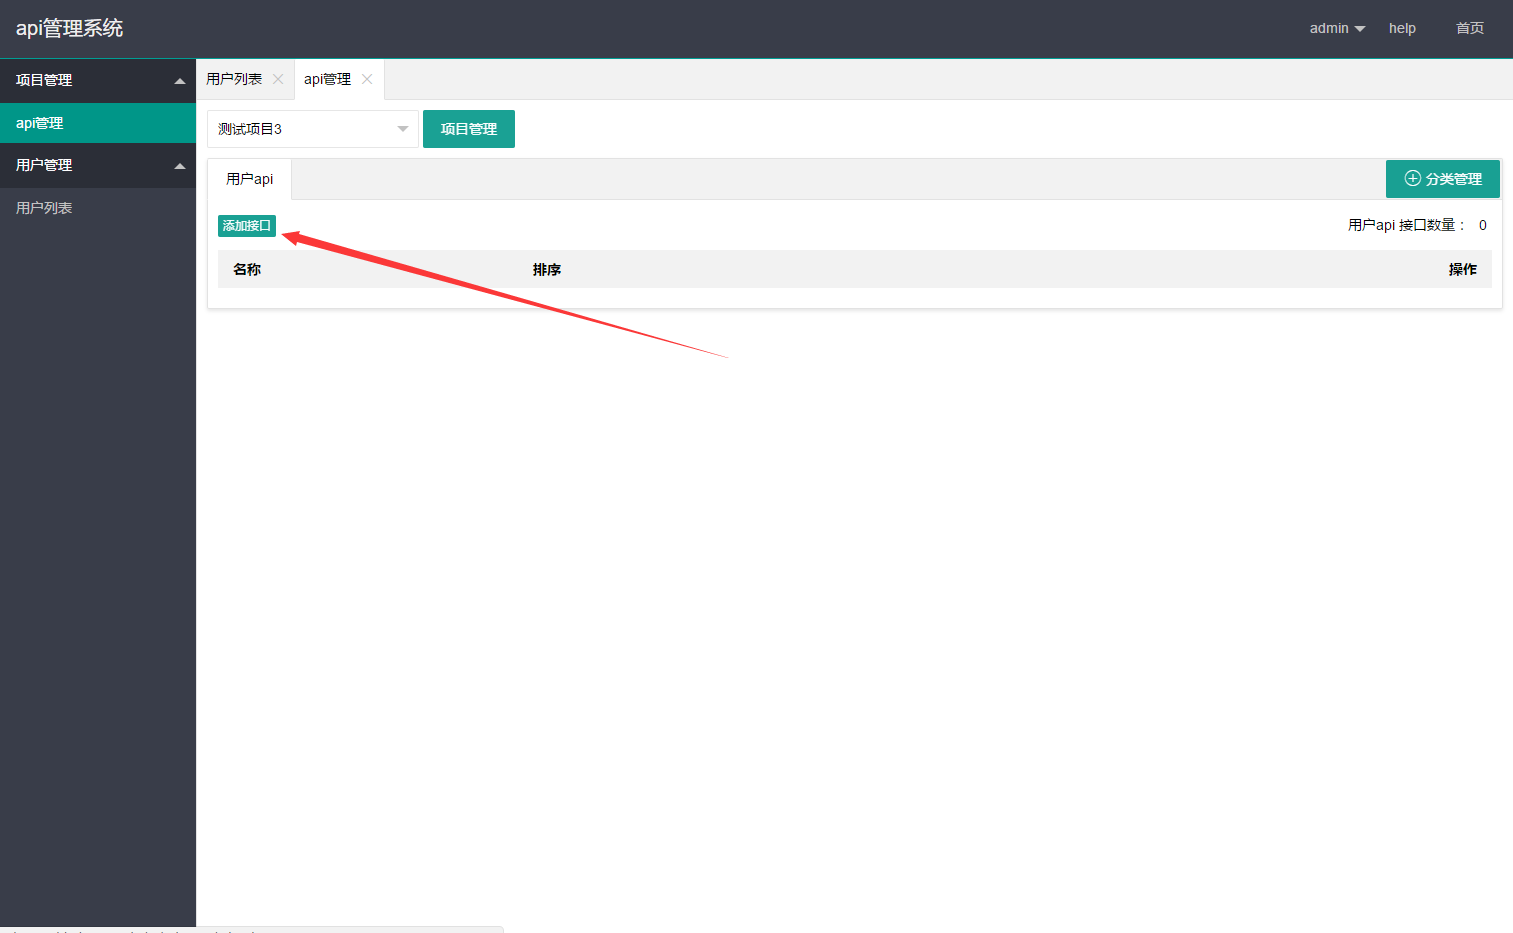 api管理系统
admin help 首页
项目管理
api管理
用户管理
用户列表
用户列表 api管理
测试项目3 项目管理
用户api 分类管理
添加接口 用户api 接口数量： 0
名称 排序 操作